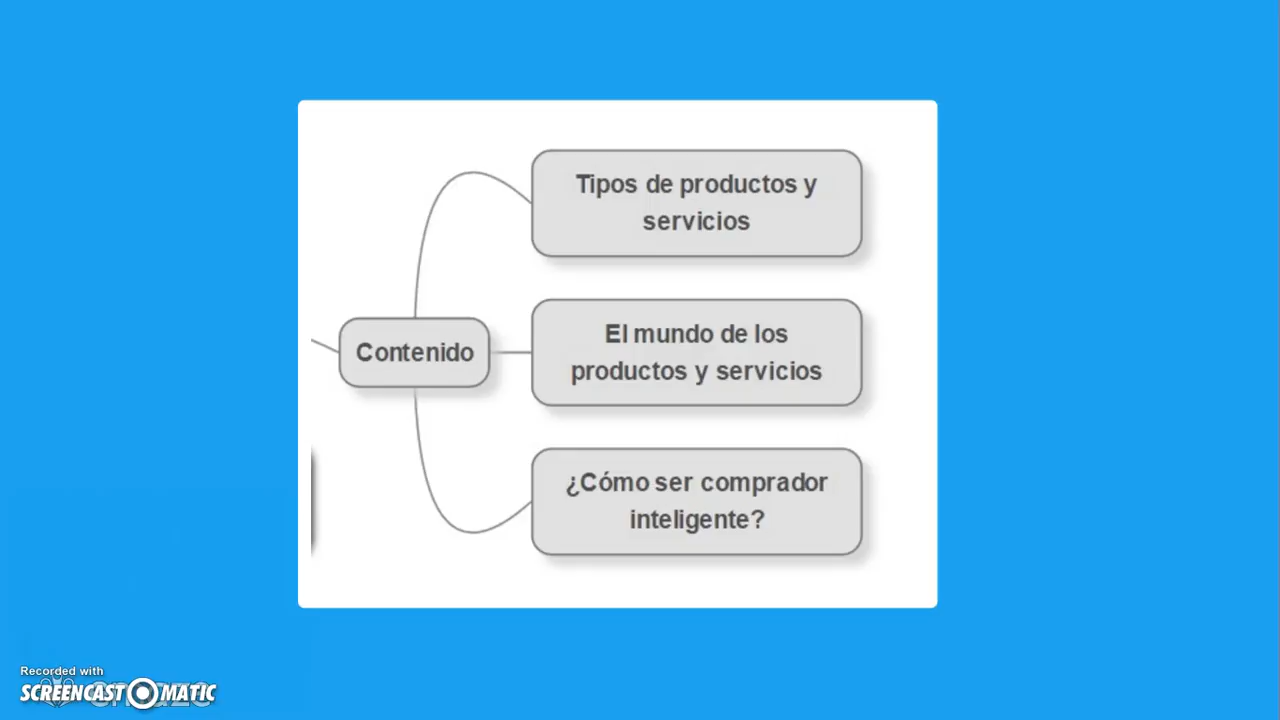 Tipos de productos y
servicios
Contenido
El mundo de los
productos y servicios
¿Cómo ser comprador
inteligente?
Recorded with
SCREENCAST MATIC